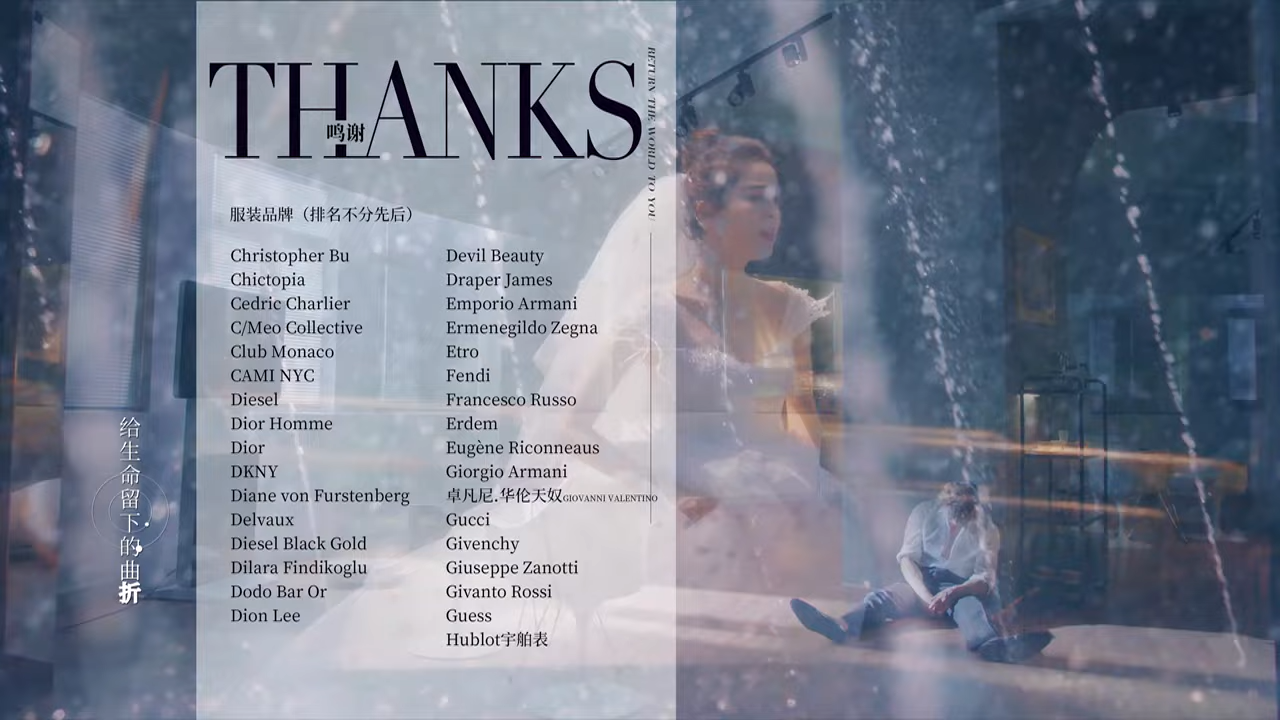 THANKS
鸣谢
RETURN THE WORLD TO YOU
服装品牌（排名不分先后）
Christopher Bu
Chictopia
Cedric Charlier
C/Meo Collective
Club Monaco
CAMI NYC
Diesel
Dior Homme
Dior
DKNY
Diane von Furstenberg
Delvaux
Diesel Black Gold
Dilara Findikoglu
Dodo Bar Or
Dion Lee
Devil Beauty
Draper James
Emporio Armani
Ermenegildo Zegna
Etro
Fendi
Francesco Russo
Erdem
Eugène Riconneaus
Giorgio Armani
卓凡尼.华伦天奴GIOVANNI VALENTINO
Gucci
Givenchy
Giuseppe Zanotti
Givanto Rossi
Guess
Hublot宇舶表
给生命留下的曲折